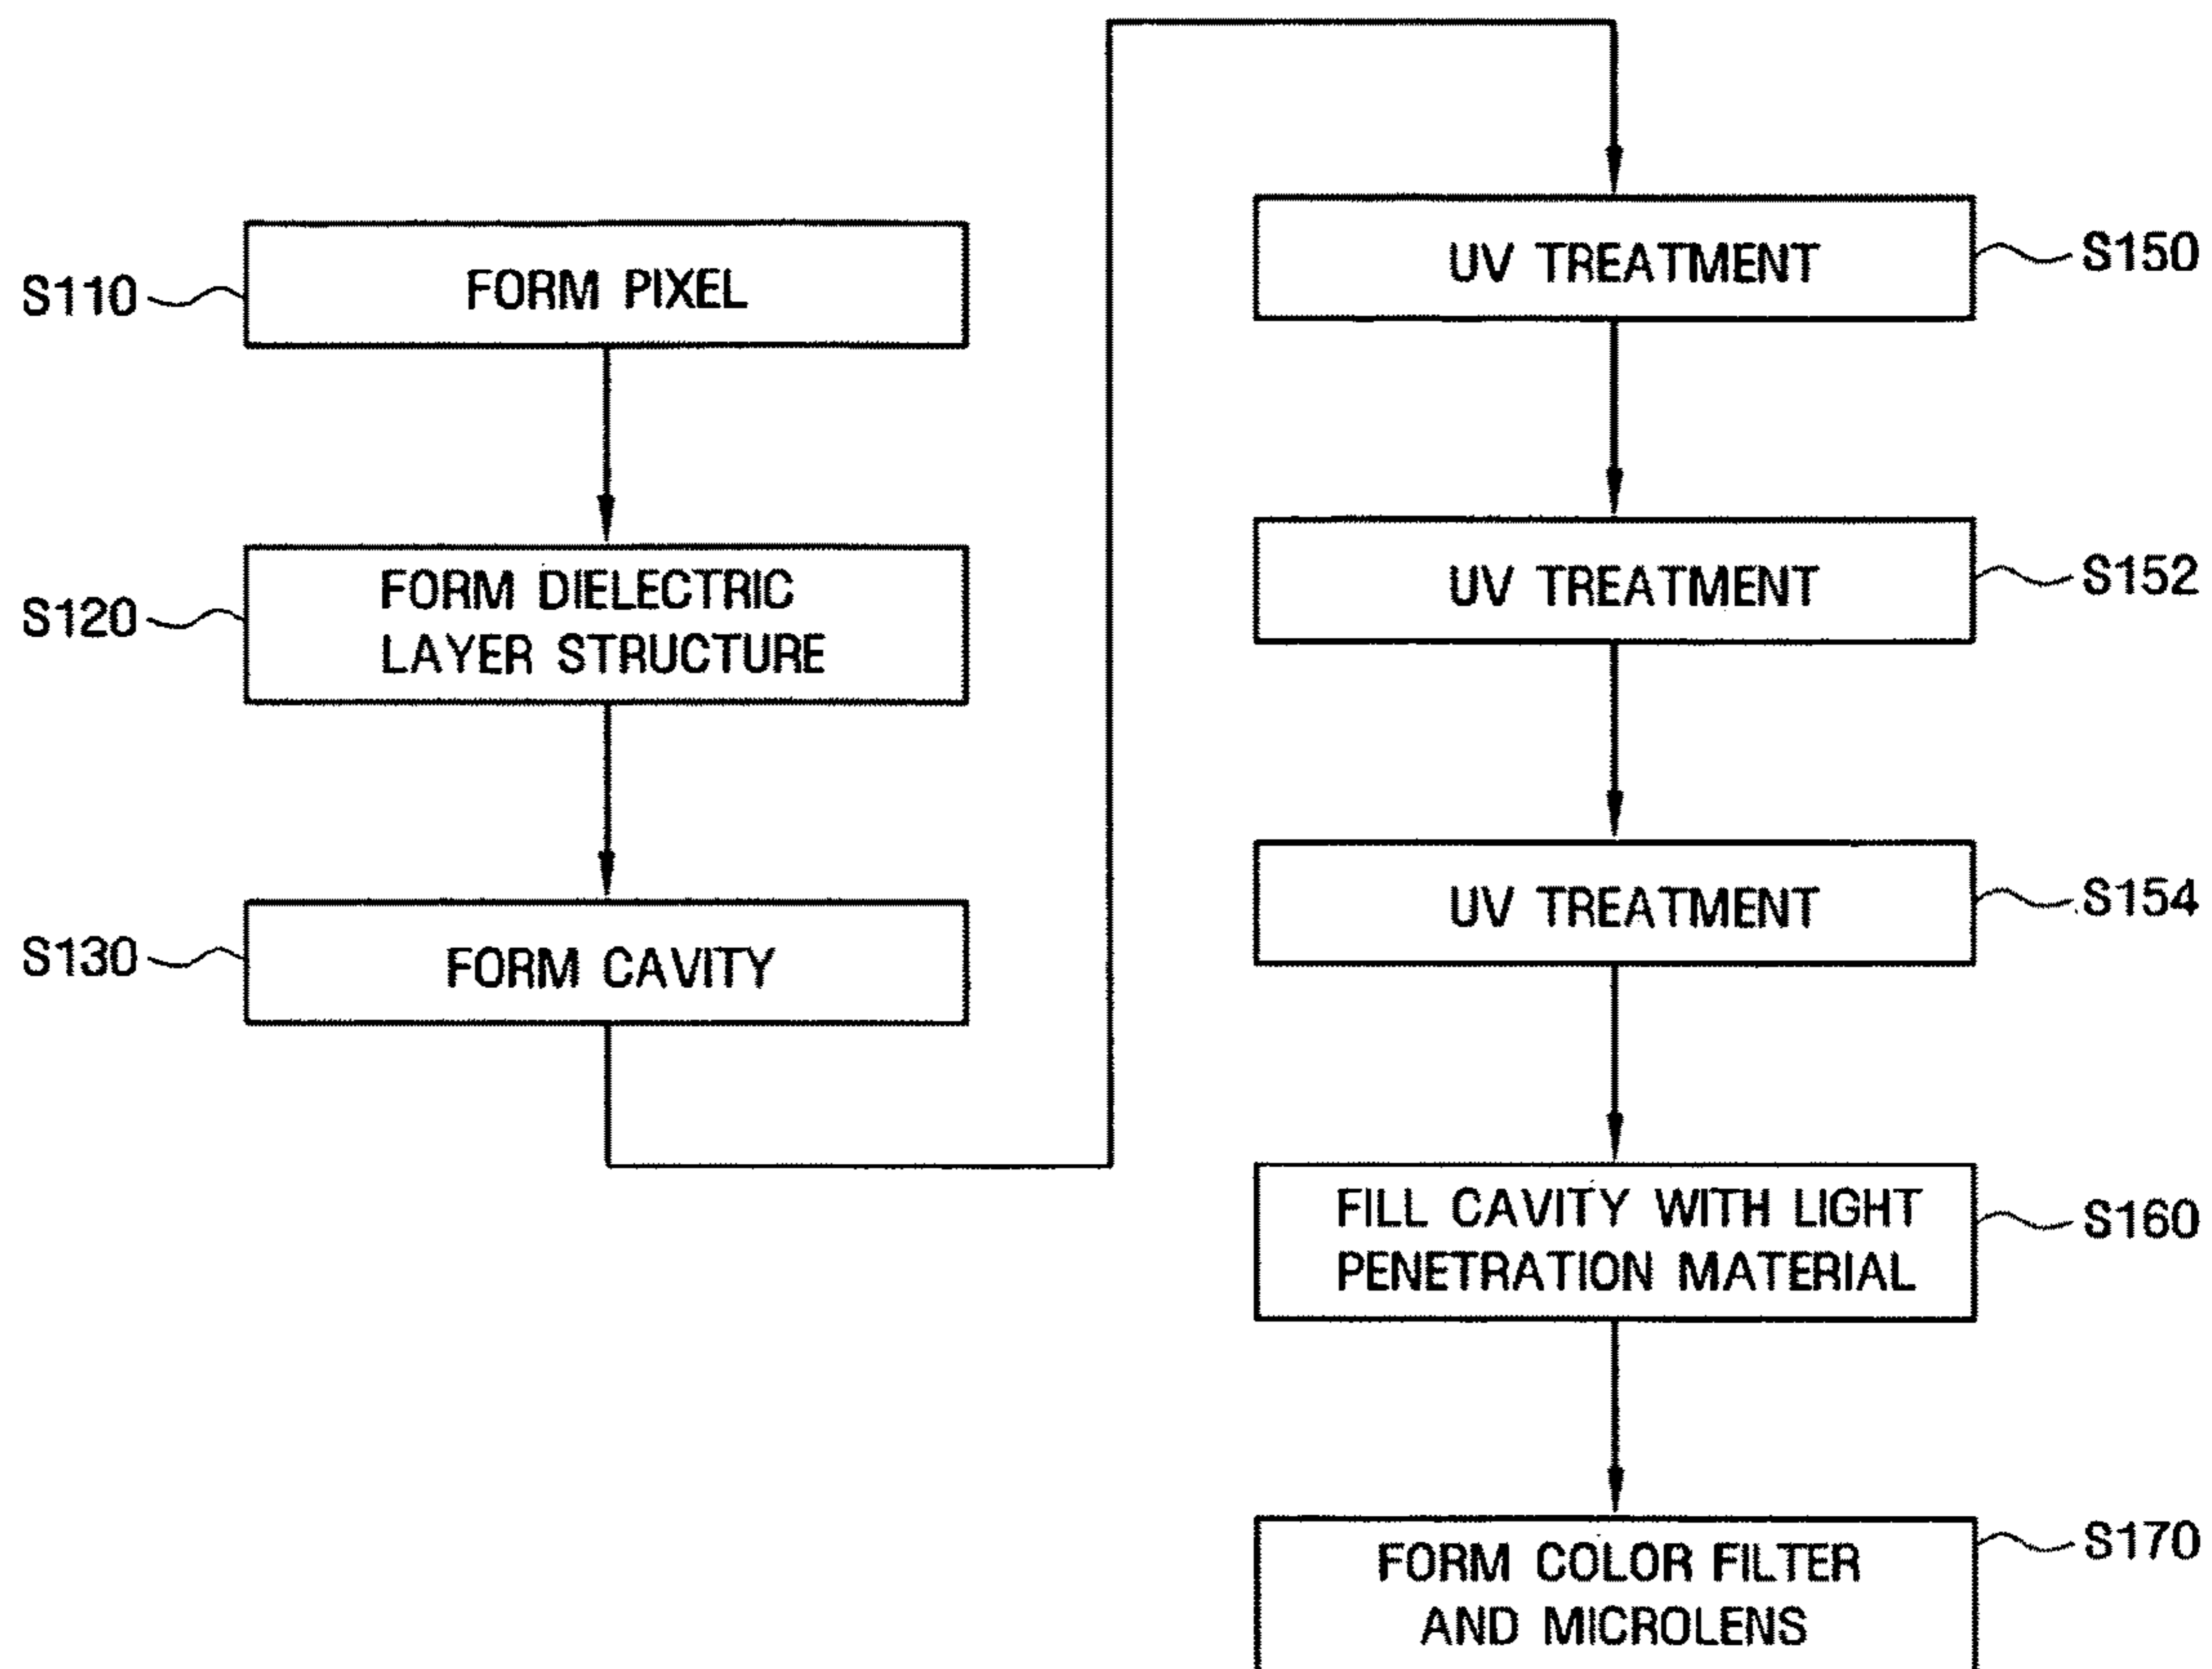 S110
FORM PIXEL
S120
FORM DIELECTRIC
LAYER STRUCTURE
S130
FORM CAVITY
UV TREATMENT
S150
UV TREATMENT
S152
UV TREATMENT
S154
FILL CAVITY WITH LIGHT
PENETRATION MATERIAL
S160
FORM COLOR FILTER
AND MICROLENS
S170